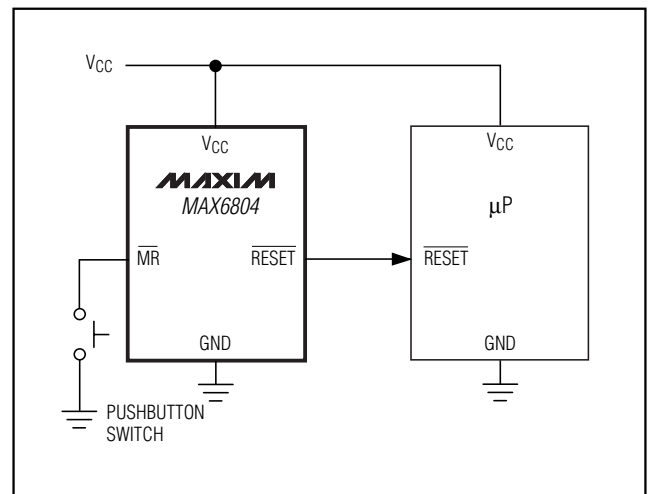 VCC
VCC
MAXIM
MAX6804
MR
RESET
GND
PUSHBUTTON
SWITCH
VCC
μP
RESET
GND